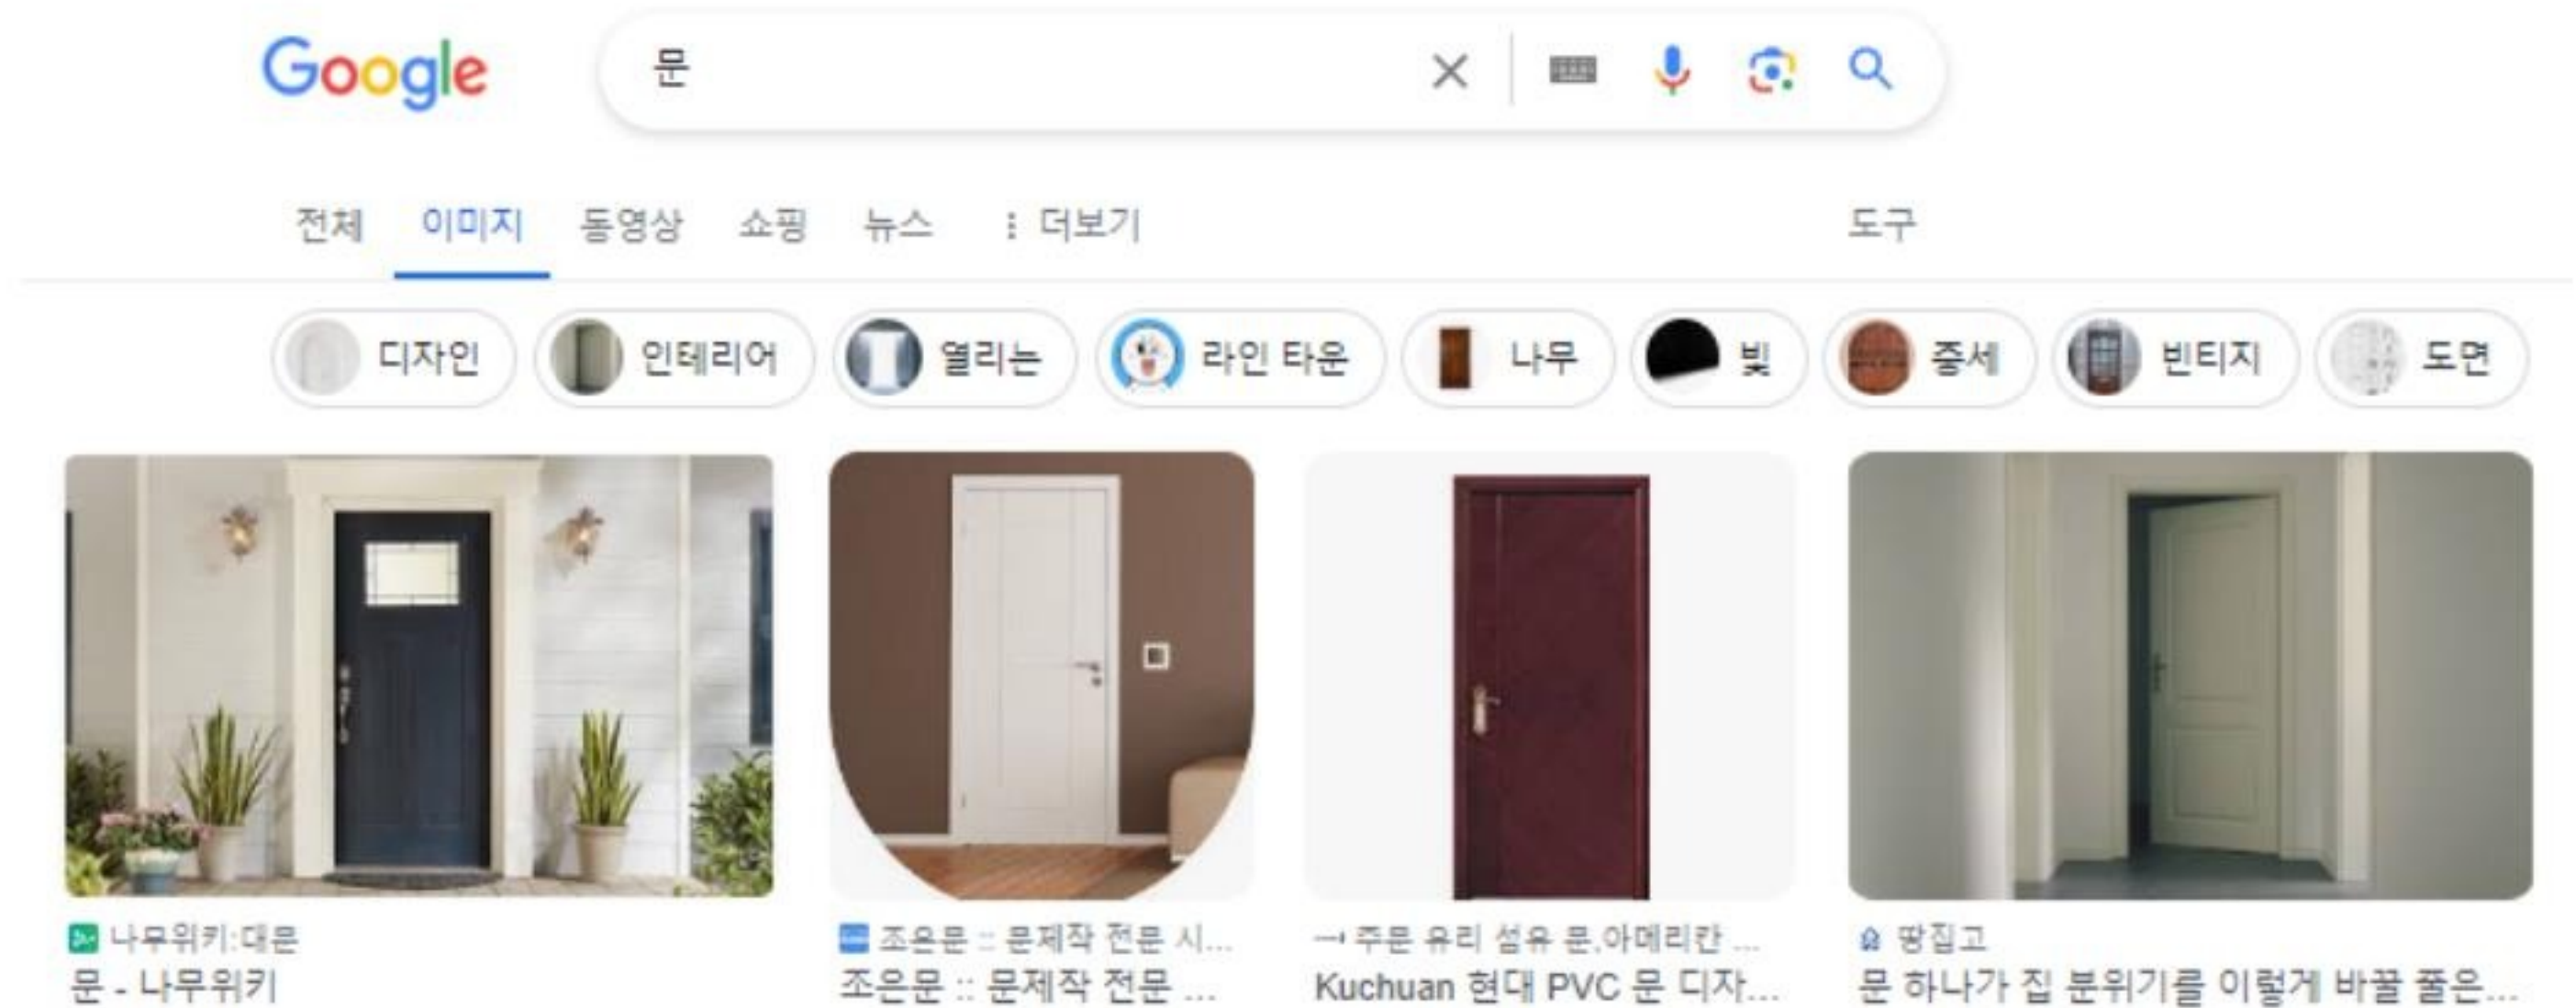 Google
문
전체 이미지 동영상 쇼핑 뉴스 더보기 도구
디자인 인테리어 열리는 라인 타운 나무 빛 중세 빈티지 도면
나무위키:대문
문 - 나무위키
조은문 :: 문제작 전문 시...
조은문 :: 문제작 전문 ...
주문 유리 섬유 문,아메리칸 ...
Kuchuan 현대 PVC 문 디자...
땅집고
문 하나가 집 분위기를 이렇게 바꿀 줄은...